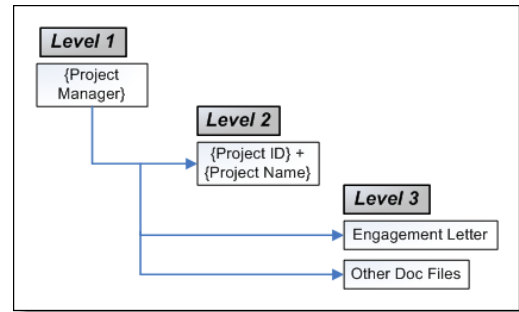 Level 1
{Project
Manager}
Level 2
{Project ID} +
{Project Name}
Level 3
Engagement Letter
Other Doc Files